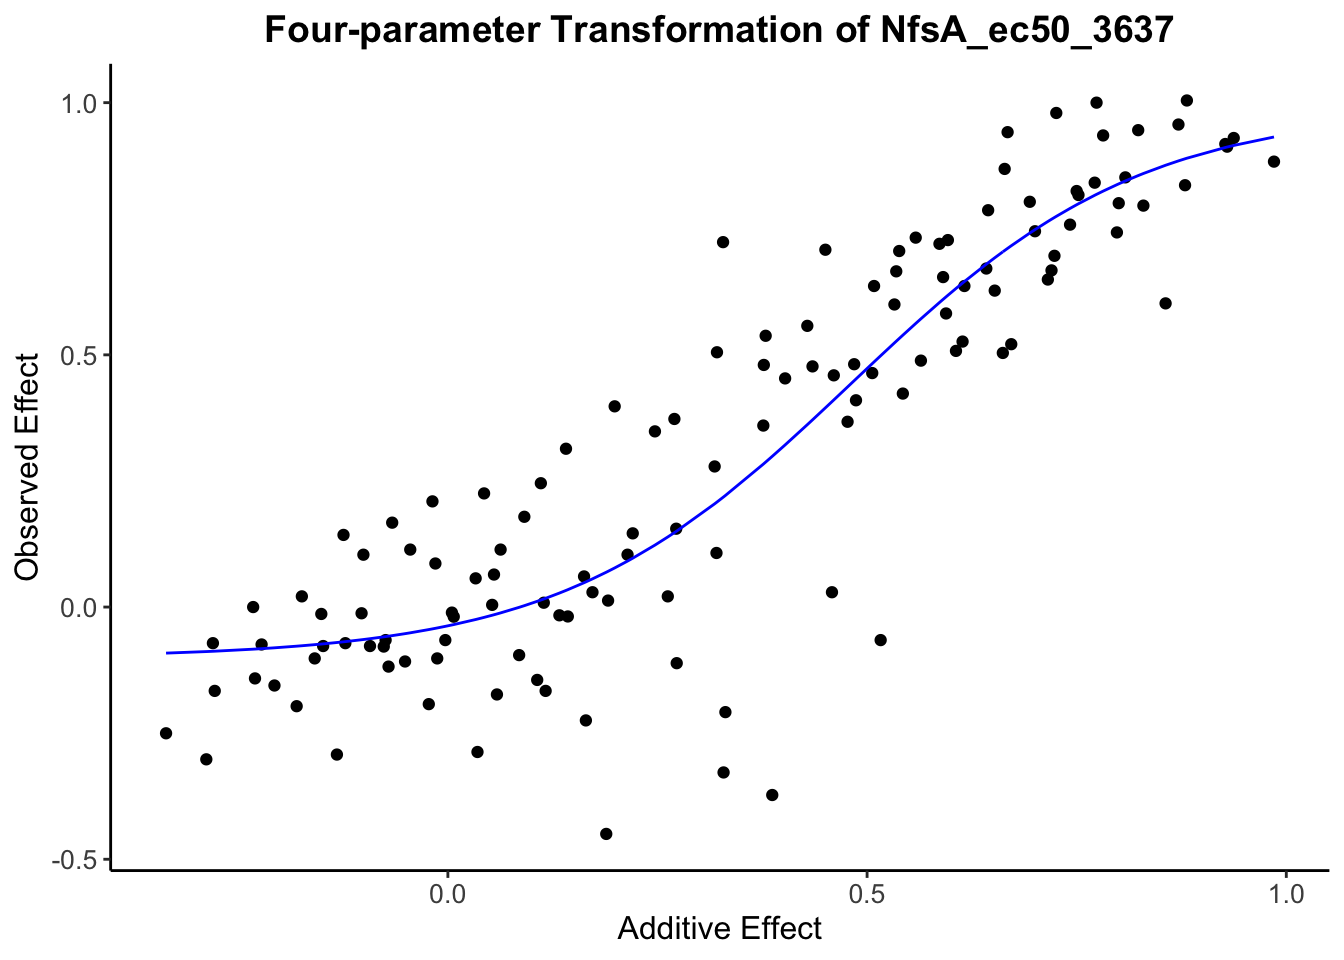 Four-parameter Transformation of NfsA_ec50_3637
1.0
0.5
0.0
-0.5
Observed Effect
0.0 0.5 1.0
Additive Effect